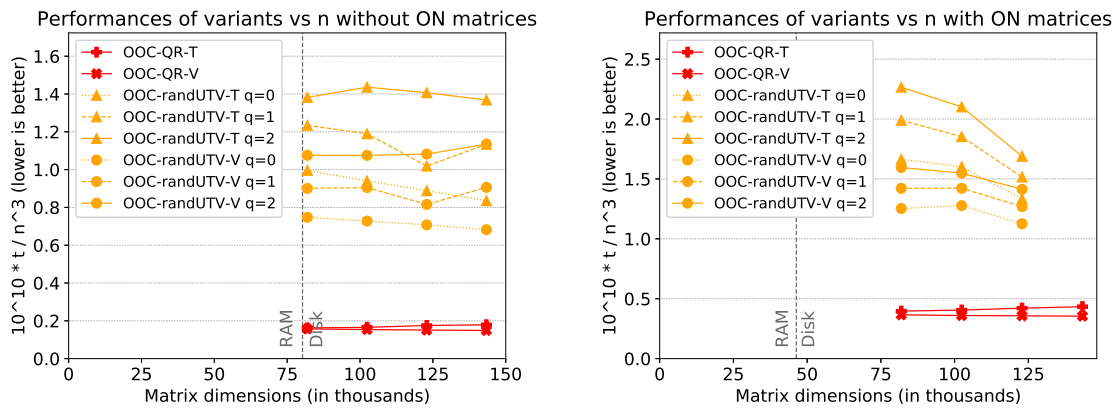 Performances of variants vs n without ON matrices
10^10 * t / n^3 (lower is better)
1.6
1.4
1.2
1.0
0.8
0.6
0.4
0.2
0.0
OOC-QR-T
OOC-QR-V
OOC-randUTV-T q=0
OOC-randUTV-T q=1
OOC-randUTV-T q=2
OOC-randUTV-V q=0
OOC-randUTV-V q=1
OOC-randUTV-V q=2
RAM
Disk
0 25 50 75 100 125 150
Matrix dimensions (in thousands)
Performances of variants vs n with ON matrices
10^10 * t / n^3 (lower is better)
2.5
2.0
1.5
1.0
0.5
0.0
OOC-QR-T
OOC-QR-V
OOC-randUTV-T q=0
OOC-randUTV-T q=1
OOC-randUTV-T q=2
OOC-randUTV-V q=0
OOC-randUTV-V q=1
OOC-randUTV-V q=2
RAM
Disk
0 25 50 75 100 125
Matrix dimensions (in thousands)